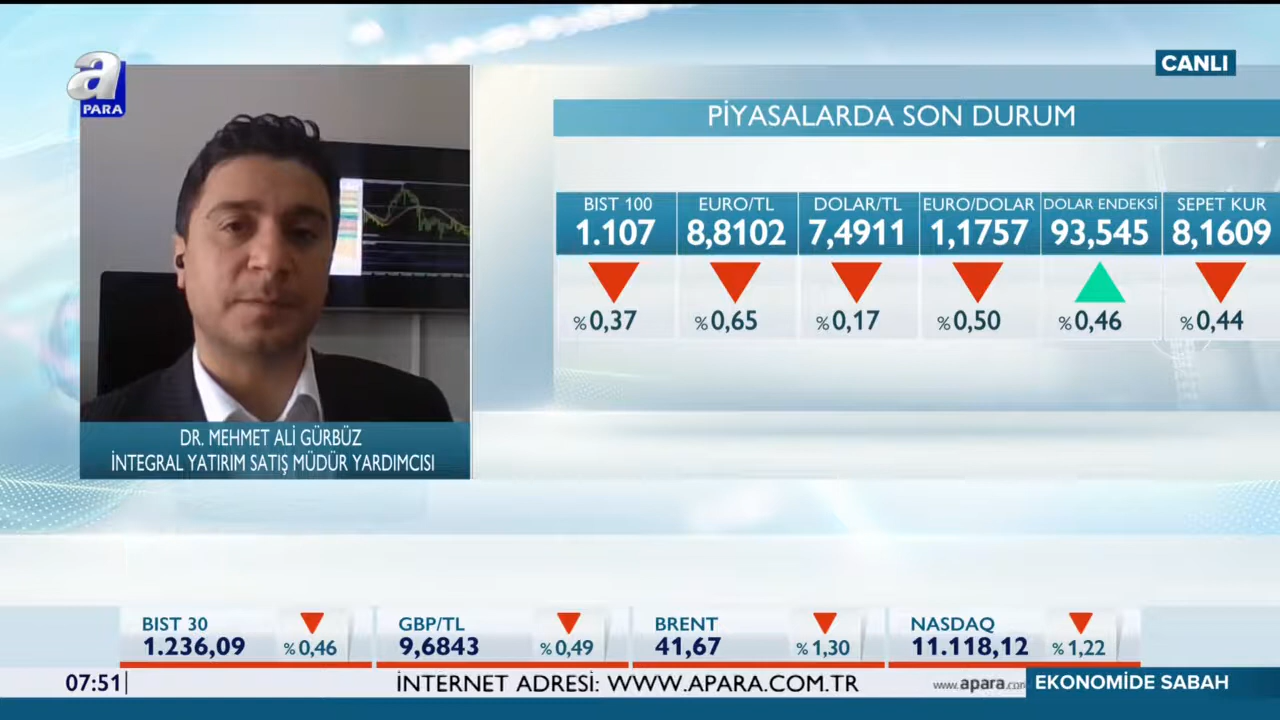 a
PARA
CANLI
PİYASALARDA SON DURUM
BIST 100
1.107
%0,37
EURO/TL
8,8102
%0,65
DOLAR/TL
7,4911
%0,17
EURO/DOLAR
1,1757
%0,50
DOLAR ENDEKSİ
93,545
%0,46
SEPET KUR
8,1609
%0,44
DR. MEHMET ALİ GÜRBÜZ
İNTEGRAL YATIRIM SATIŞ MÜDÜR YARDIMCISI
BIST 30
1.236,09
%0,46
GBP/TL
9,6843
%0,49
BRENT
41,67
%1,30
NASDAQ
11.118,12
%1,22
07:51
İNTERNET ADRESİ: WWW.APARA.COM.TR
www.apara.com
EKONOMİDE SABAH